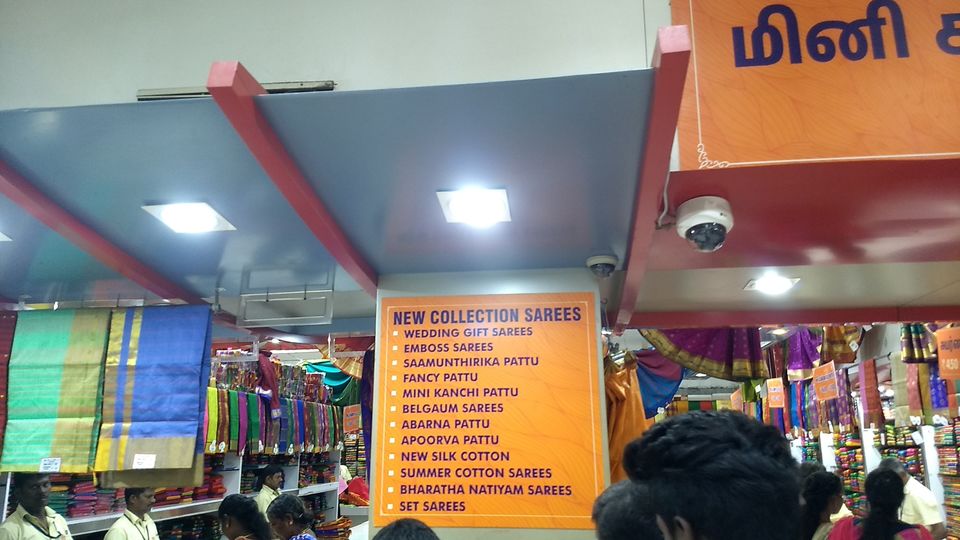 மினி
NEW COLLECTION SAREES
WEDDING GIFT SAREES
EMBOSS SAREES
SAAMUNTHIRIKA PATTU
FANCY PATTU
MINI KANCHI PATTU
BELGAUM SAREES
ABARNA PATTU
APOORVA PATTU
NEW SILK COTTON
SUMMER COTTON SAREES
BHARATHA NATIYAM SAREES
SET SAREES